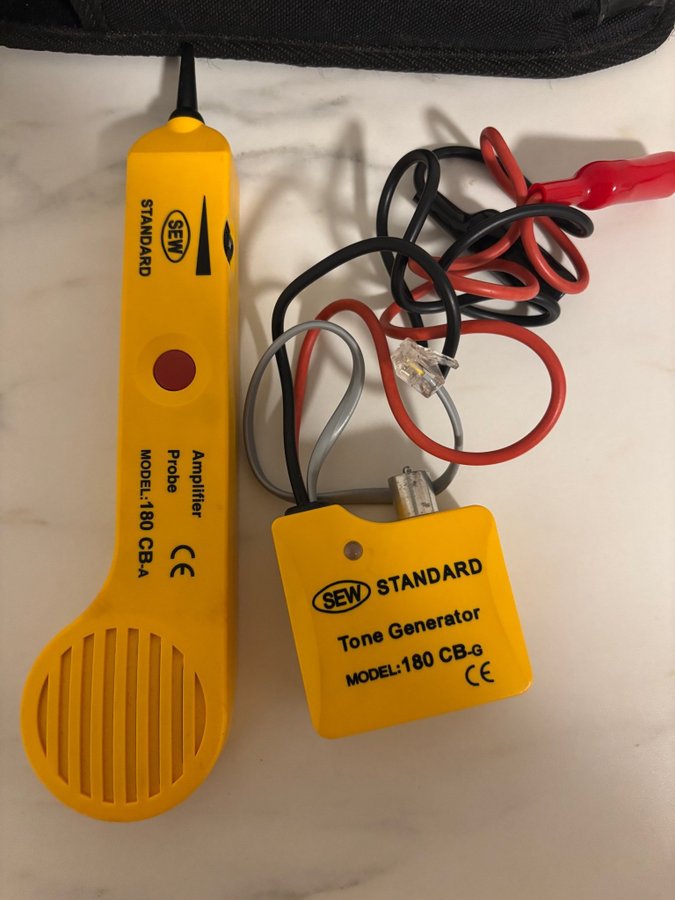 SEW
STANDARD
Amplifier
Probe
MODEL:180 CB-A
CE
SEW STANDARD
Tone Generator
MODEL:180 CB-G
CE